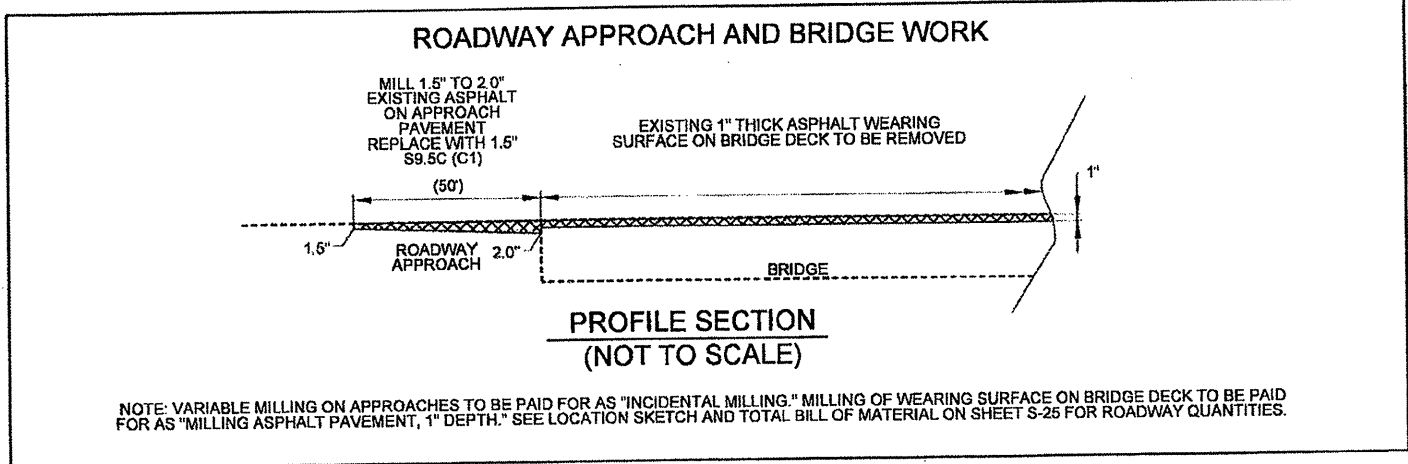 ROADWAY APPROACH AND BRIDGE WORK
MILL 1.5" TO 2.0"
EXISTING ASPHALT
ON APPROACH
PAVEMENT
REPLACE WITH 1.5"
S9.5C (C1)
(50')
EXISTING 1" THICK ASPHALT WEARING
SURFACE ON BRIDGE DECK TO BE REMOVED
1"
1.5"
ROADWAY
APPROACH
2.0"
BRIDGE
PROFILE SECTION
(NOT TO SCALE)
NOTE: VARIABLE MILLING ON APPROACHES TO BE PAID FOR AS "INCIDENTAL MILLING." MILLING OF WEARING SURFACE ON BRIDGE DECK TO BE PAID
FOR AS "MILLING ASPHALT PAVEMENT, 1" DEPTH." SEE LOCATION SKETCH AND TOTAL BILL OF MATERIAL ON SHEET S-25 FOR ROADWAY QUANTITIES.